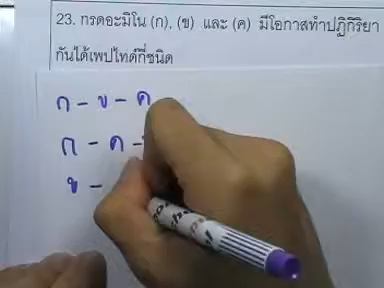 23. กรดอะมิโน (ก), (ข) และ (ค) มีโอกาสทำปฏิกิริยา
กันได้เพปไทด์กี่ชนิด
ก - ข - ค
ก - ค -
ข -